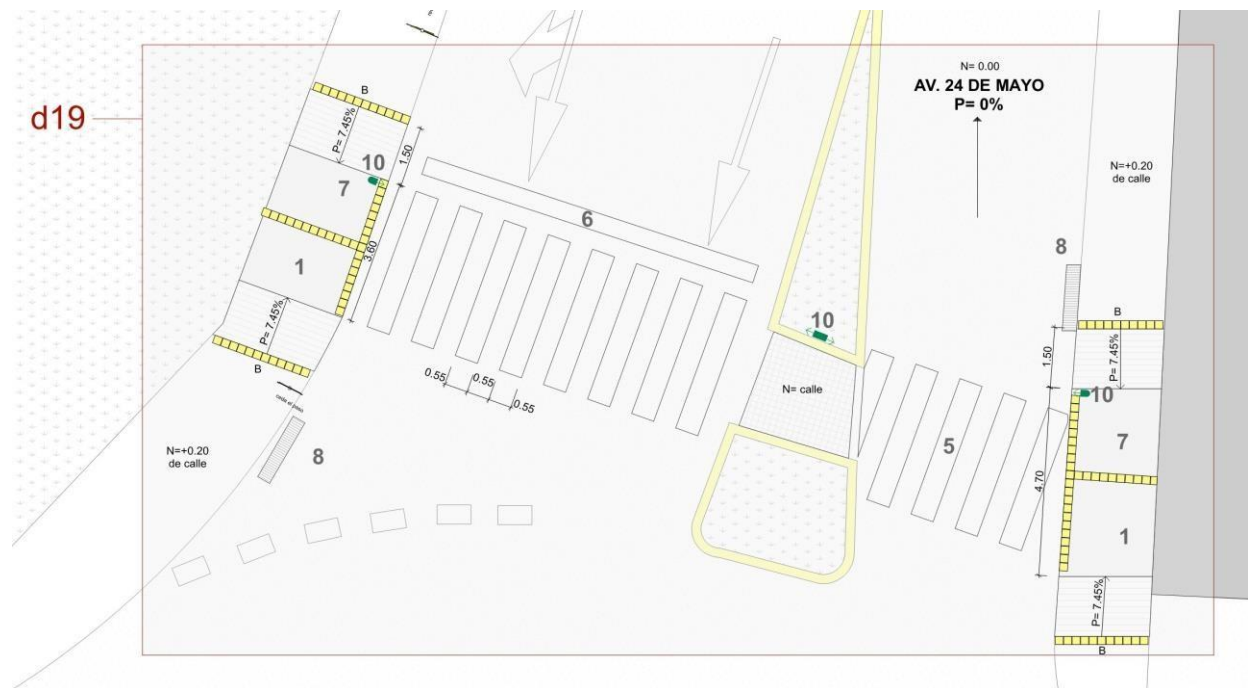 d19
B
P= 7.45%
10
1.50
7
3.60
1
P= 7.45%
B
6
0.55
0.55
0.55
8
N=+0.20
de calle
N= 0.00
AV. 24 DE MAYO
P= 0%
N=+0.20
de calle
8
10
N= calle
5
B
1.50
P= 7.45%
10
7
4.70
1
P= 7.45%
B